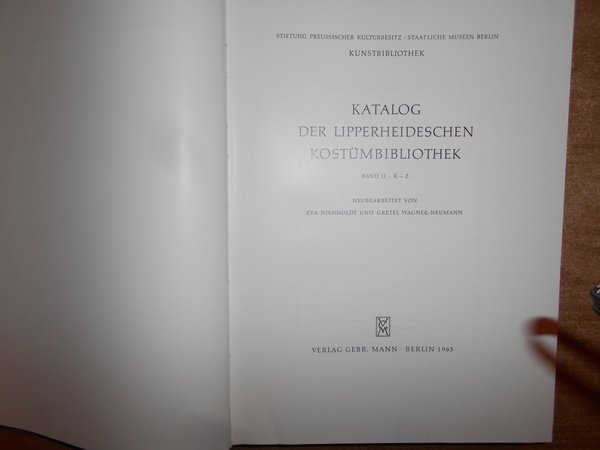 STIFTUNG PREUSSISCHER KULTURBESITZ · STAATLICHE MUSEEN BERLIN
KUNSTBIBLIOTHEK
KATALOG
DER LIPPERHEIDESCHEN
KOSTÜMBIBLIOTHEK
BAND II · R – Z
NEUBEARBEITET VON
EVA NIENHOLDT UND GRETEL WAGNER-NEUMANN
VERLAG GEBR. MANN · BERLIN 1965